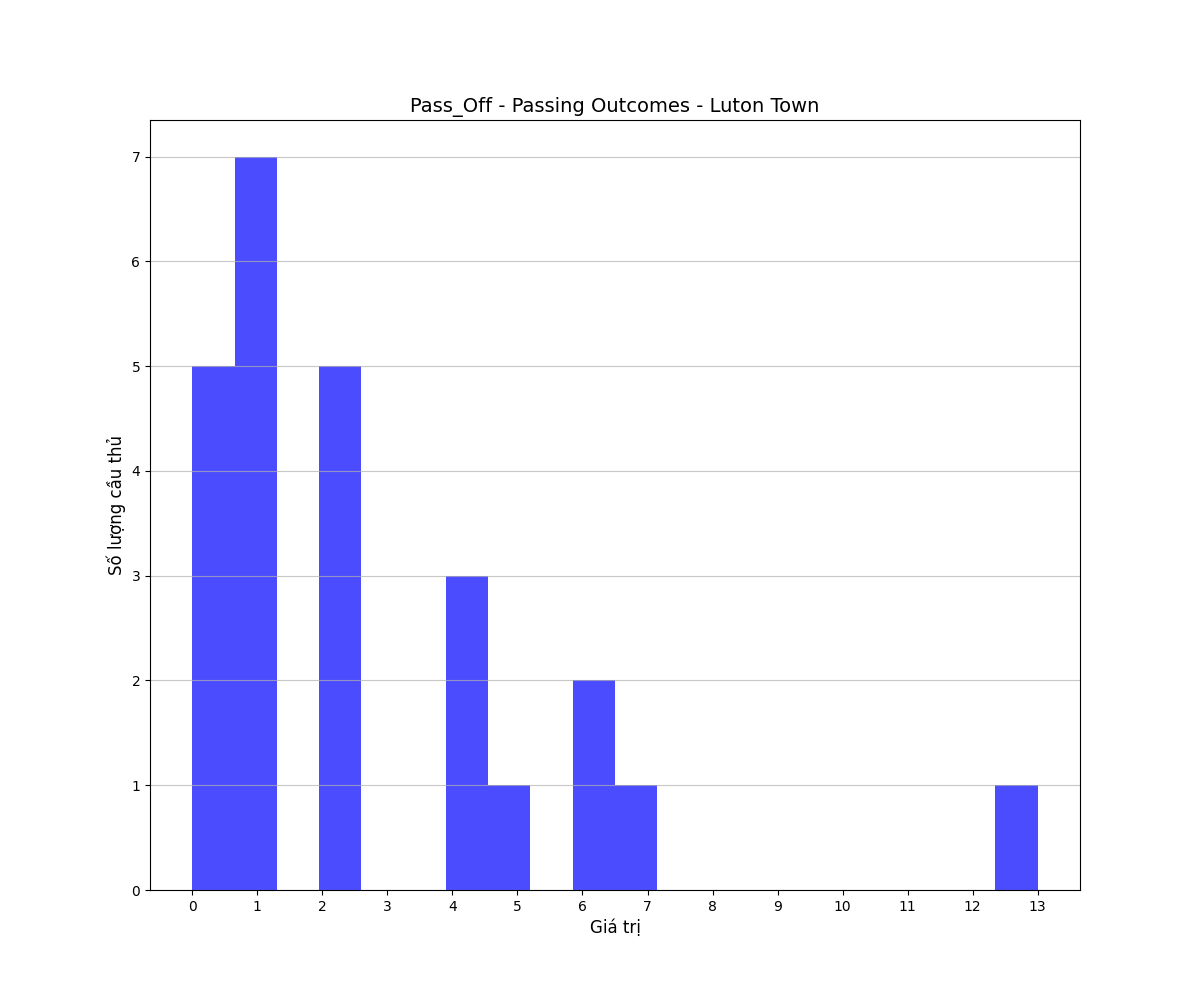 Pass_Off - Passing Outcomes - Luton Town
7
6
5
4
3
2
1
0
Số lượng cầu thủ
0 1 2 3 4 5 6 7 8 9 10 11 12 13
Giá trị